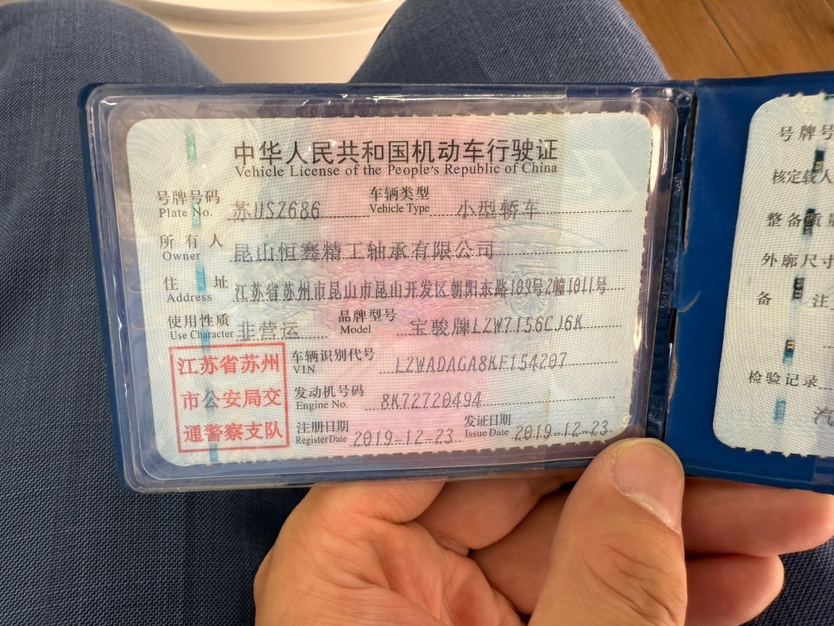 中华人民共和国机动车行驶证
Vehicle License of the People's Republic of China
号牌号码 苏USZ686 车辆类型 小型轿车
Plate No. Vehicle Type
所有人 昆山恒骞精工轴承有限公司
Owner
住址 江苏省苏州市昆山市昆山开发区朝阳东路109号2幢1011号
Address
使用性质 非营运 品牌型号 宝骏牌LZW7156CJ6K
Use Character Model
江苏省苏州
市公安局交
通警察支队
车辆识别代号 LZWADAGA8KF154207
VIN
发动机号码 8K72720494
Engine No.
注册日期 2019-12-23 发证日期 2019-12-23
Register Date Issue Date
号牌号
核定载人
整备质量
外廓尺寸
备注
检验记录
汽